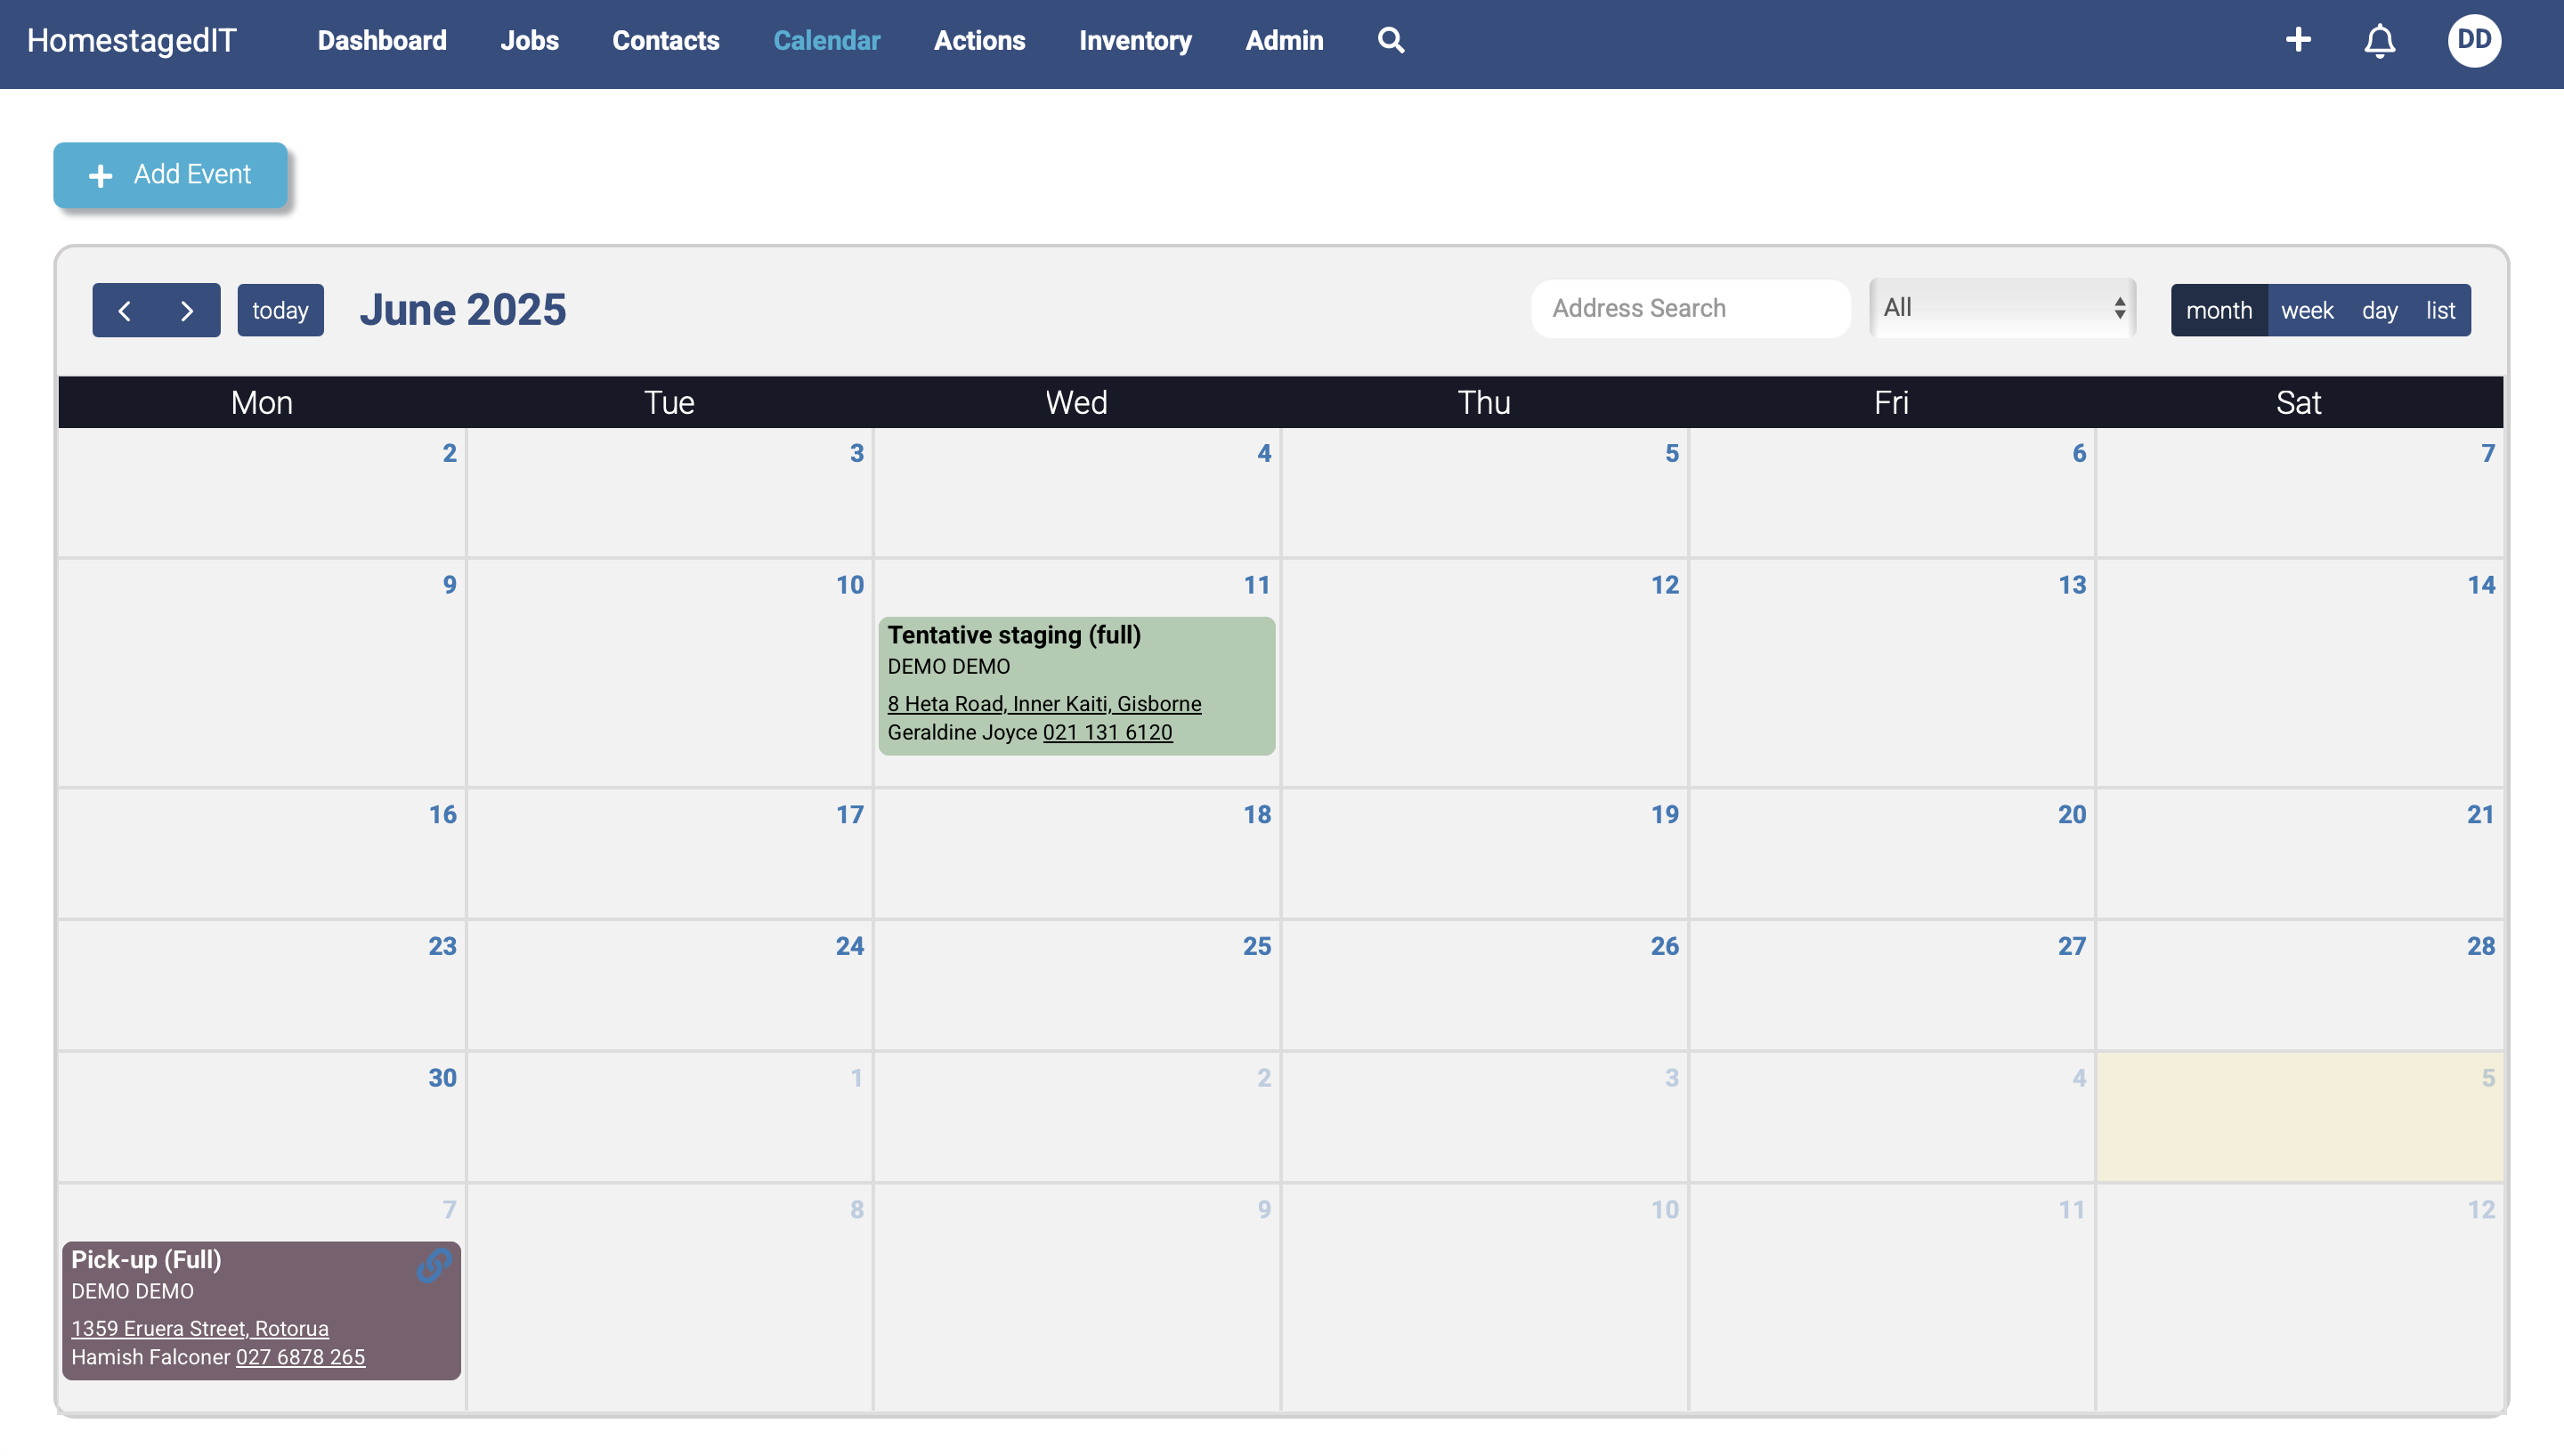 HomestagedIT Dashboard Jobs Contacts Calendar Actions Inventory Admin DD
Add Event
today June 2025 Address Search All month week day list
Mon Tue Wed Thu Fri Sat
2 3 4 5 6 7
9 10 11 12 13 14
Tentative staging (full)
DEMO DEMO
8 Heta Road, Inner Kaiti, Gisborne
Geraldine Joyce 021 131 6120
16 17 18 19 20 21
23 24 25 26 27 28
30 1 2 3 4 5
7 8 9 10 11 12
Pick-up (Full)
DEMO DEMO
1359 Eruera Street, Rotorua
Hamish Falconer 027 6878 265